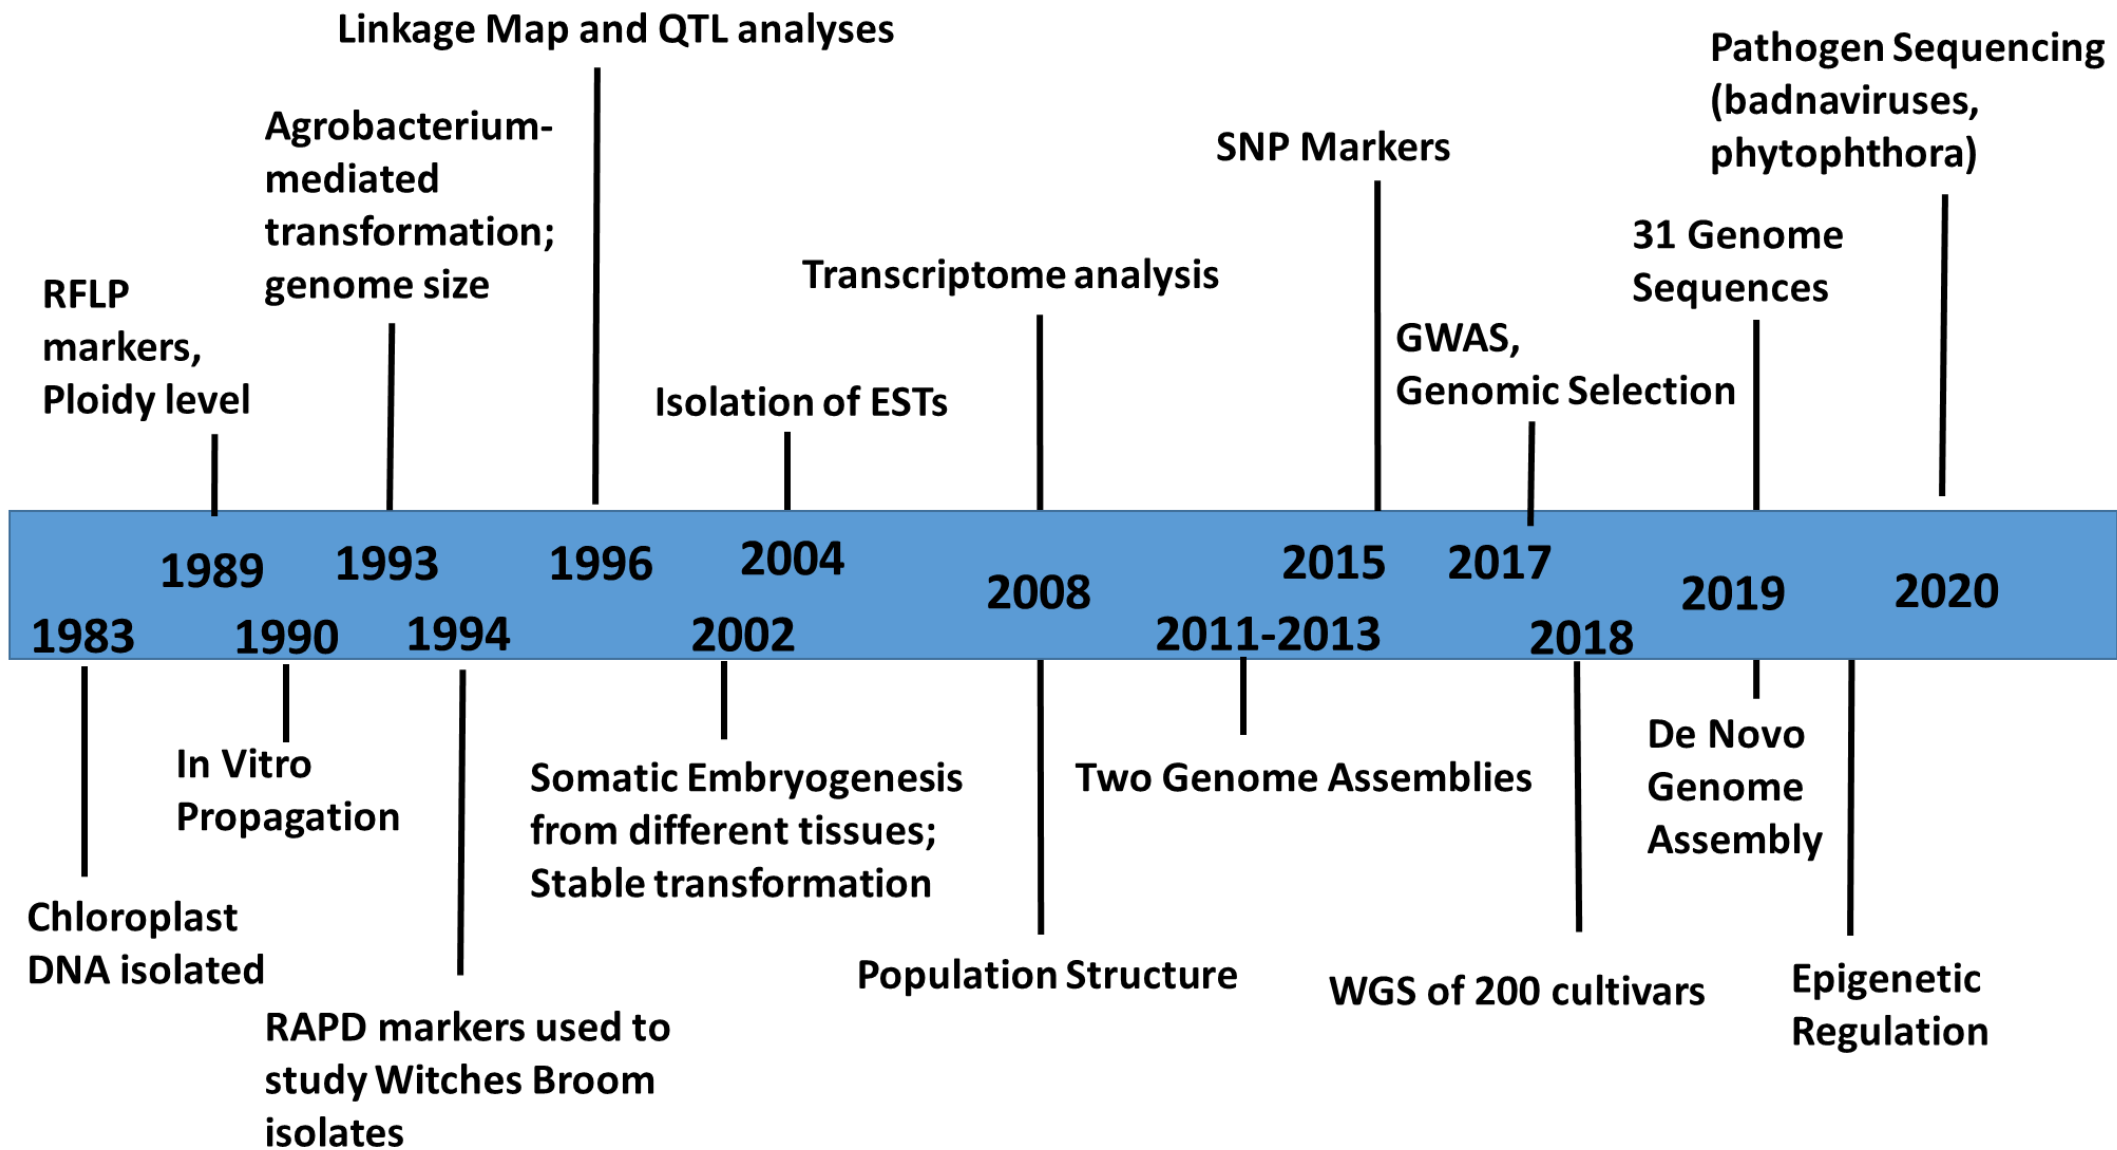 Linkage Map and QTL analyses
Agrobacterium-
mediated
transformation;
genome size
RFLP
markers,
Ploidy level
Isolation of ESTs
Transcriptome analysis
SNP Markers
GWAS,
Genomic Selection
31 Genome
Sequences
Pathogen Sequencing
(badnaviruses,
phytophthora)
1989
1993
1996
2004
2008
2015
2017
2019
2020
1983
1990
1994
2002
2011-2013
2018
Chloroplast
DNA isolated
In Vitro
Propagation
RAPD markers used to
study Witches Broom
isolates
Somatic Embryogenesis
from different tissues;
Stable transformation
Population Structure
Two Genome Assemblies
WGS of 200 cultivars
De Novo
Genome
Assembly
Epigenetic
Regulation